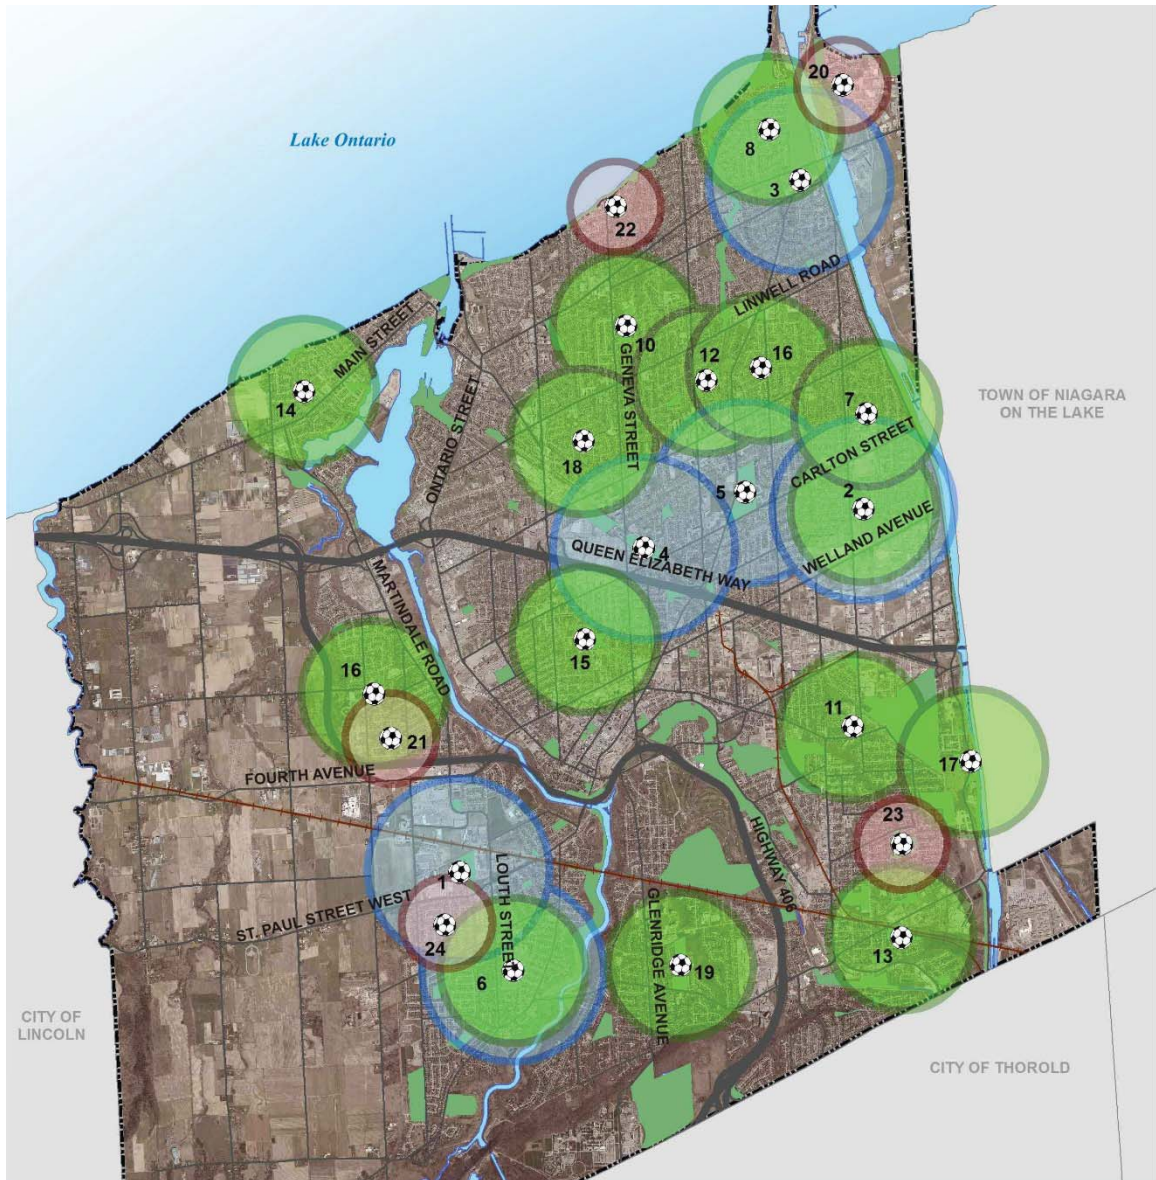 20
Lake Ontario
8
3
22
LINWELL ROAD
MAIN STREET
10
GENEVA STREET
12
16
14
7
TOWN OF NIAGARA
ON THE LAKE
ONTARIO STREET
18
CARLTON STREET
5
2
WELLAND AVENUE
4
QUEEN ELIZABETH WAY
MARTINDALE ROAD
15
16
11
21
17
FOURTH AVENUE
23
HIGHWAY 406
1
LOUTH STREET
ST. PAUL STREET WEST
24
GLENRIDGE AVENUE
13
6
19
CITY OF
LINCOLN
CITY OF THOROLD